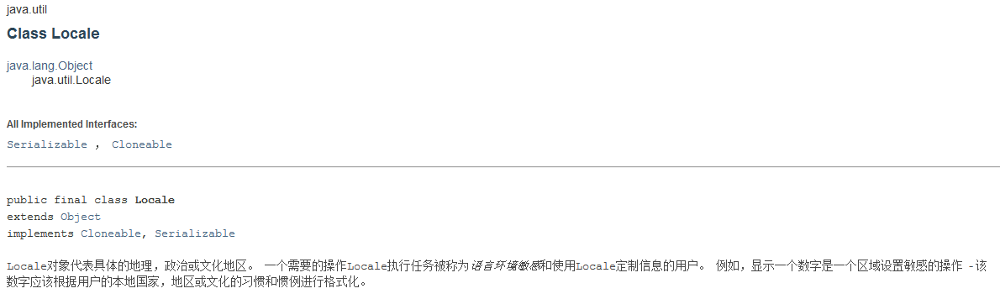 java.util
Class Locale
java.lang.Object
java.util.Locale
All Implemented Interfaces:
Serializable ， Cloneable
public final class Locale
extends Object
implements Cloneable, Serializable
Locale对象代表具体的地理，政治或文化地区。 一个需要的操作Locale执行任务被称为语言环境敏感和使用Locale定制信息的用户。 例如，显示一个数字是一个区域设置敏感的操作 -该
数字应该根据用户的本地国家，地区或文化的习惯和惯例进行格式化。